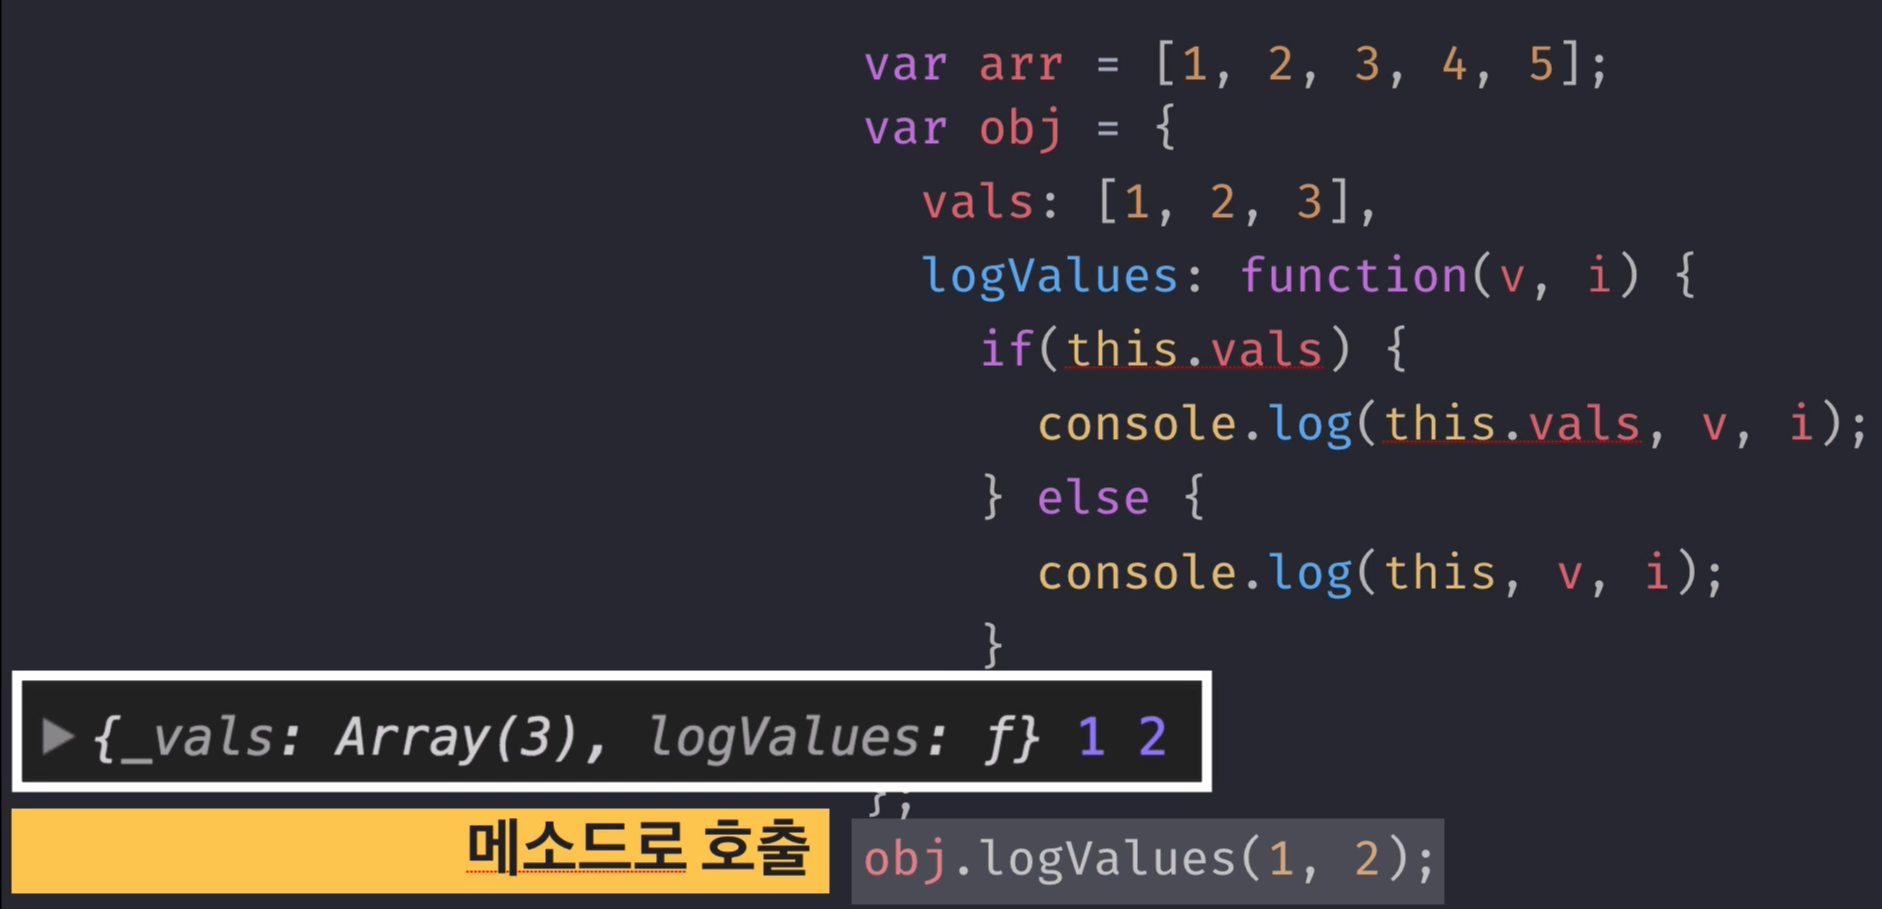 var arr = [1, 2, 3, 4, 5];
var obj = {
  vals: [1, 2, 3],
  logValues: function(v, i) {
    if(this.vals) {
      console.log(this.vals, v, i);
    } else {
      console.log(this, v, i);
    }
▶ {_vals: Array(3), logValues: ƒ} 1 2
};
메소드로 호출
obj.logValues(1, 2);